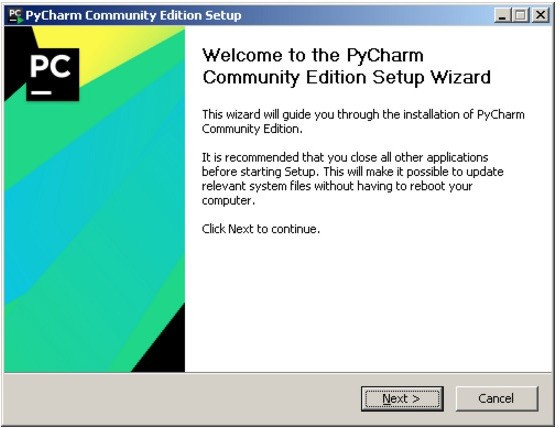 PyCharm Community Edition Setup
PC
Welcome to the PyCharm
Community Edition Setup Wizard
This wizard will guide you through the installation of PyCharm
Community Edition.
It is recommended that you close all other applications
before starting Setup. This will make it possible to update
relevant system files without having to reboot your
computer.
Click Next to continue.
Next >
Cancel